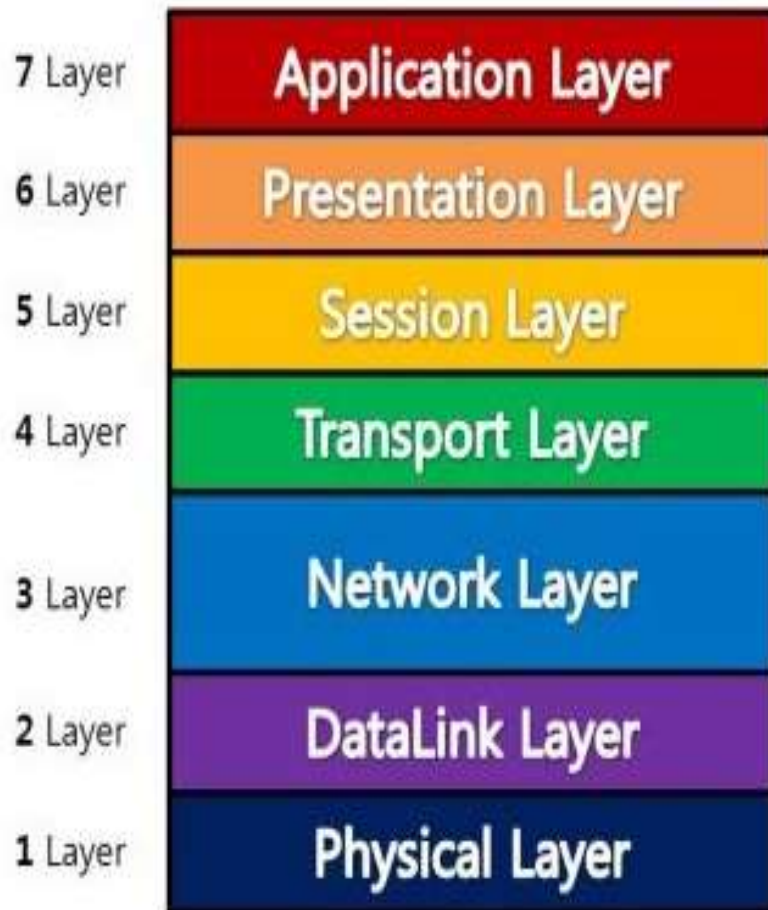 7 Layer Application Layer
6 Layer Presentation Layer
5 Layer Session Layer
4 Layer Transport Layer
3 Layer Network Layer
2 Layer DataLink Layer
1 Layer Physical Layer